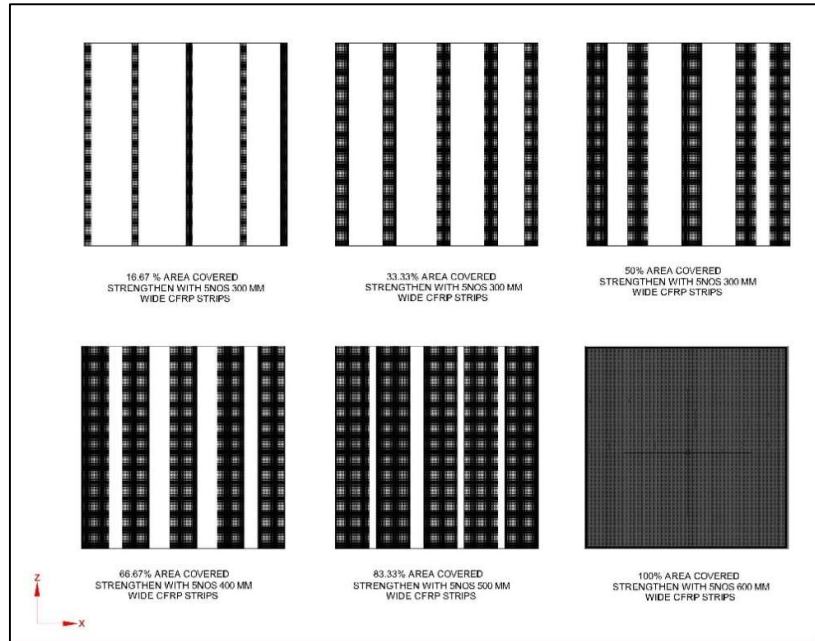 16.67 % AREA COVERED
STRENGTHEN WITH 5NOS 300 MM
WIDE CFRP STRIPS
33.33% AREA COVERED
STRENGTHEN WITH 5NOS 300 MM
WIDE CFRP STRIPS
50% AREA COVERED
STRENGTHEN WITH 5NOS 300 MM
WIDE CFRP STRIPS
66.67% AREA COVERED
STRENGTHEN WITH 5NOS 400 MM
WIDE CFRP STRIPS
83.33% AREA COVERED
STRENGTHEN WITH 5NOS 500 MM
WIDE CFRP STRIPS
100% AREA COVERED
STRENGTHEN WITH 5NOS 600 MM
WIDE CFRP STRIPS
Z
X